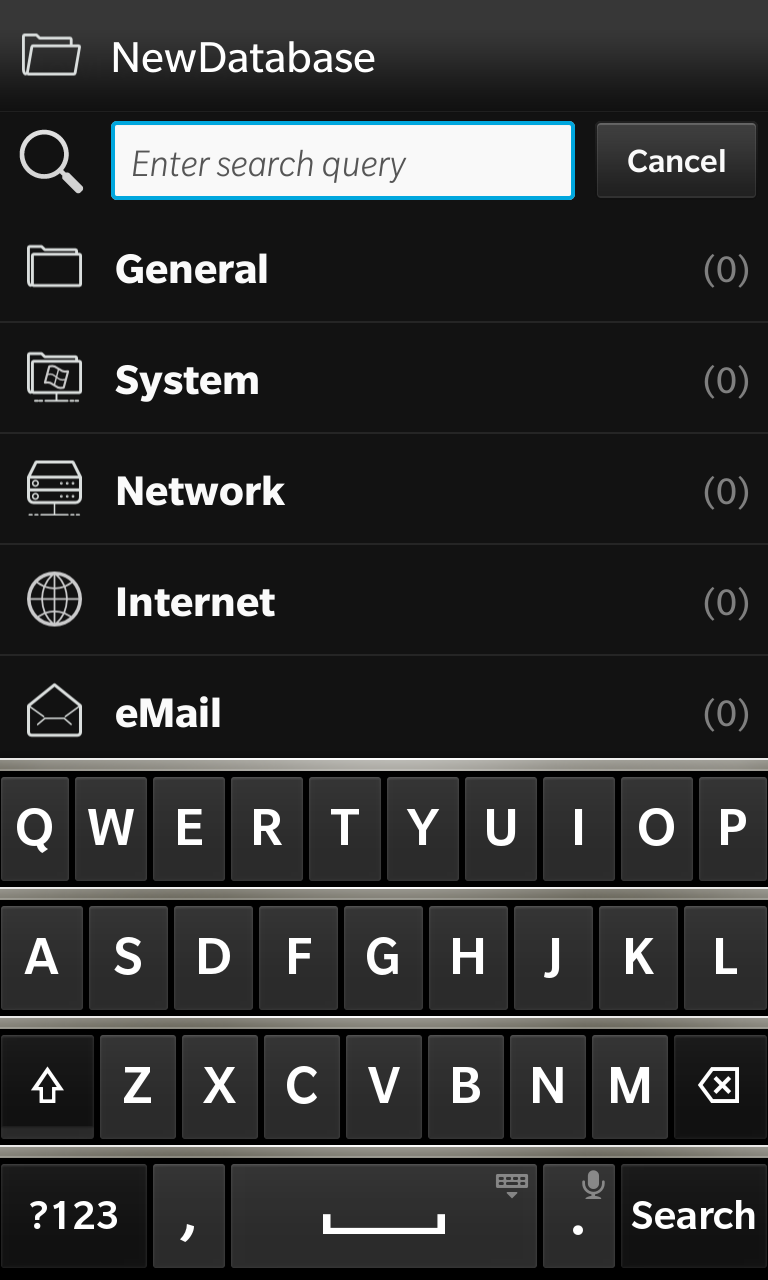 NewDatabase
Enter search query Cancel
General (0)
System (0)
Network (0)
Internet (0)
eMail (0)
Q W E R T Y U I O P
A S D F G H J K L
Z X C V B N M
?123 , . Search